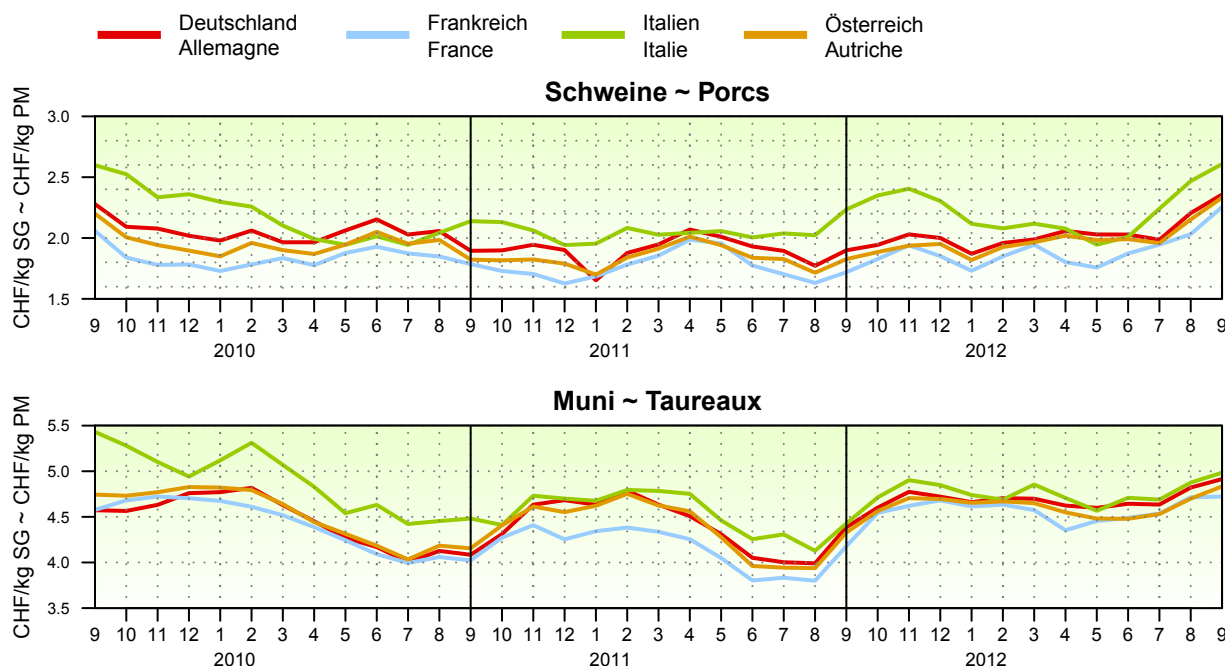 Deutschland
Allemagne
Frankreich
France
Italien
Italie
Österreich
Autriche
Schweine ~ Porcs
CHF/kg SG ~ CHF/kg PM
3.0
2.5
2.0
1.5
9 10 11 12 1 2 3 4 5 6 7 8 9 10 11 12 1 2 3 4 5 6 7 8 9 10 11 12 1 2 3 4 5 6 7 8 9
2010 2011 2012
Muni ~ Taureaux
CHF/kg SG ~ CHF/kg PM
5.5
5.0
4.5
4.0
3.5
9 10 11 12 1 2 3 4 5 6 7 8 9 10 11 12 1 2 3 4 5 6 7 8 9 10 11 12 1 2 3 4 5 6 7 8 9
2010 2011 2012